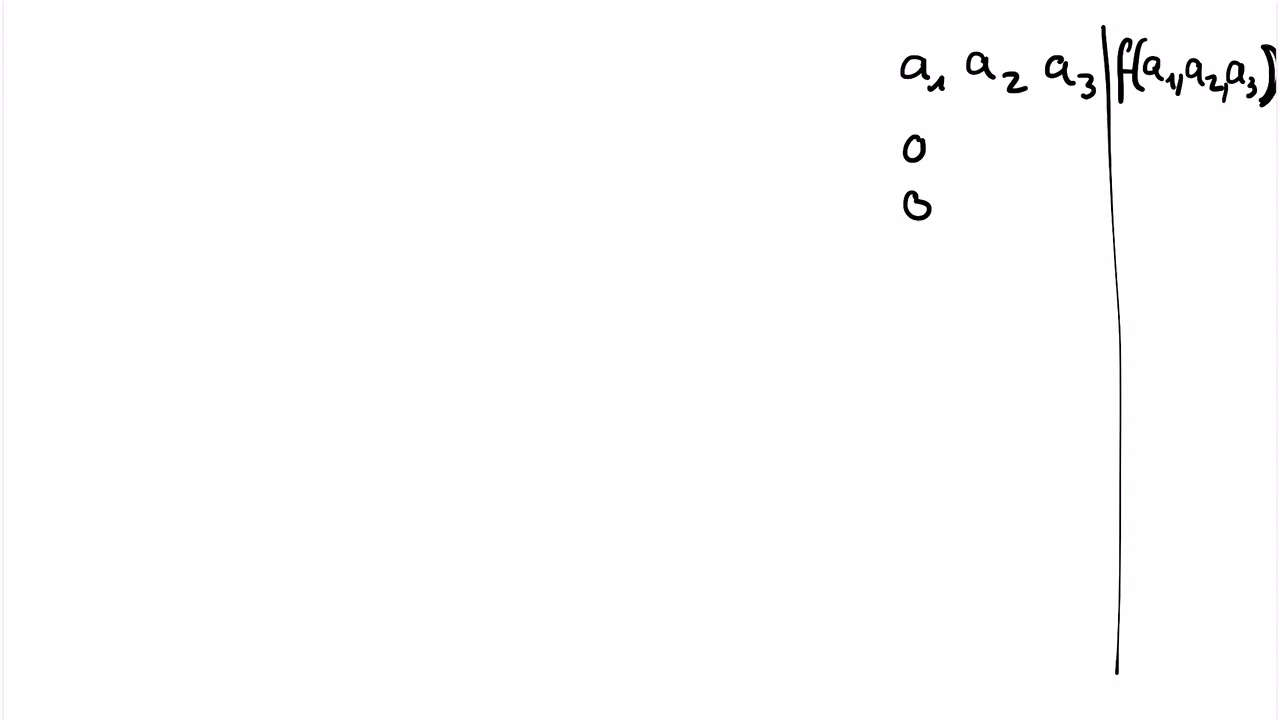 a₁ a₂ a₃ | f(a₁,a₂,a₃)
0
0